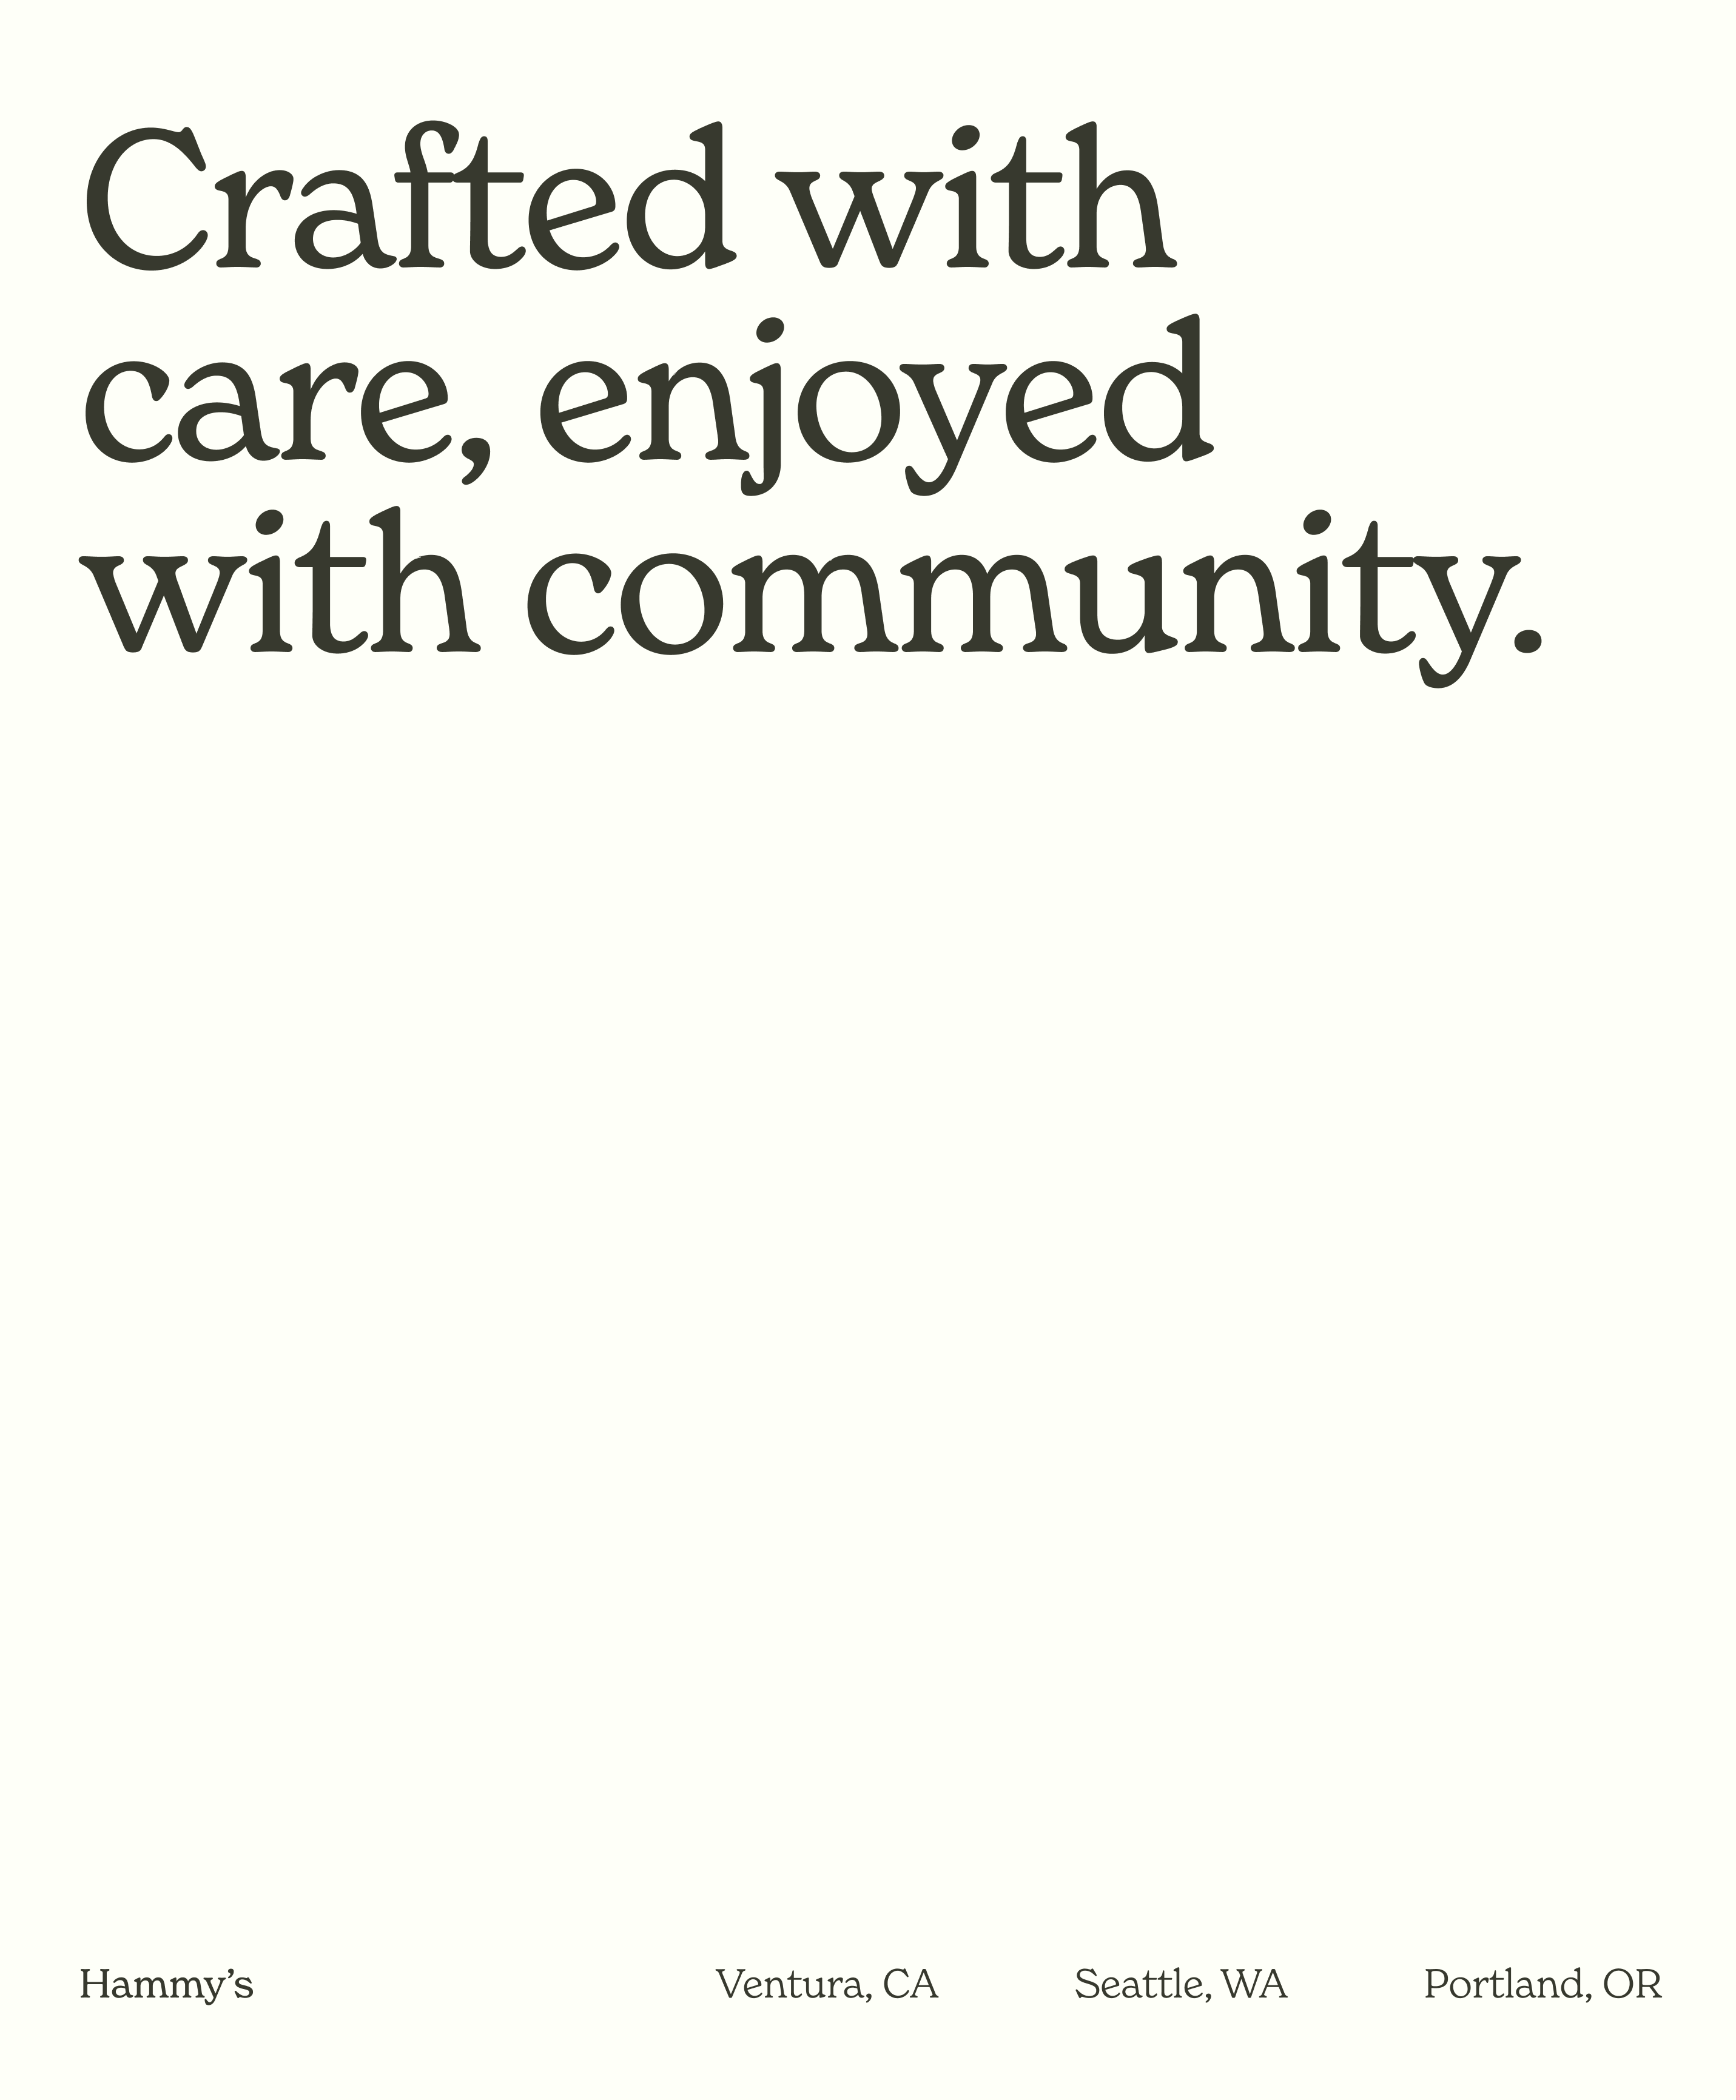 Crafted with
care, enjoyed
with community.
Hammy’s Ventura, CA Seattle, WA Portland, OR